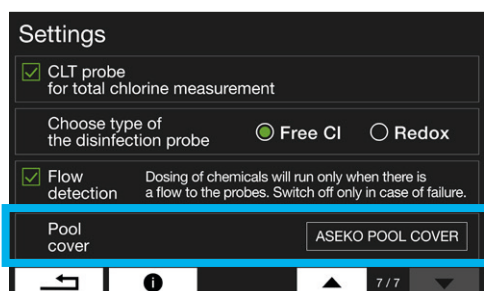 Settings
CLT probe
for total chlorine measurement
Choose type of
the disinfection probe
Free Cl
Redox
Flow
detection
Dosing of chemicals will run only when there is
a flow to the probes. Switch off only in case of failure.
Pool
cover
ASEKO POOL COVER
i
7/7